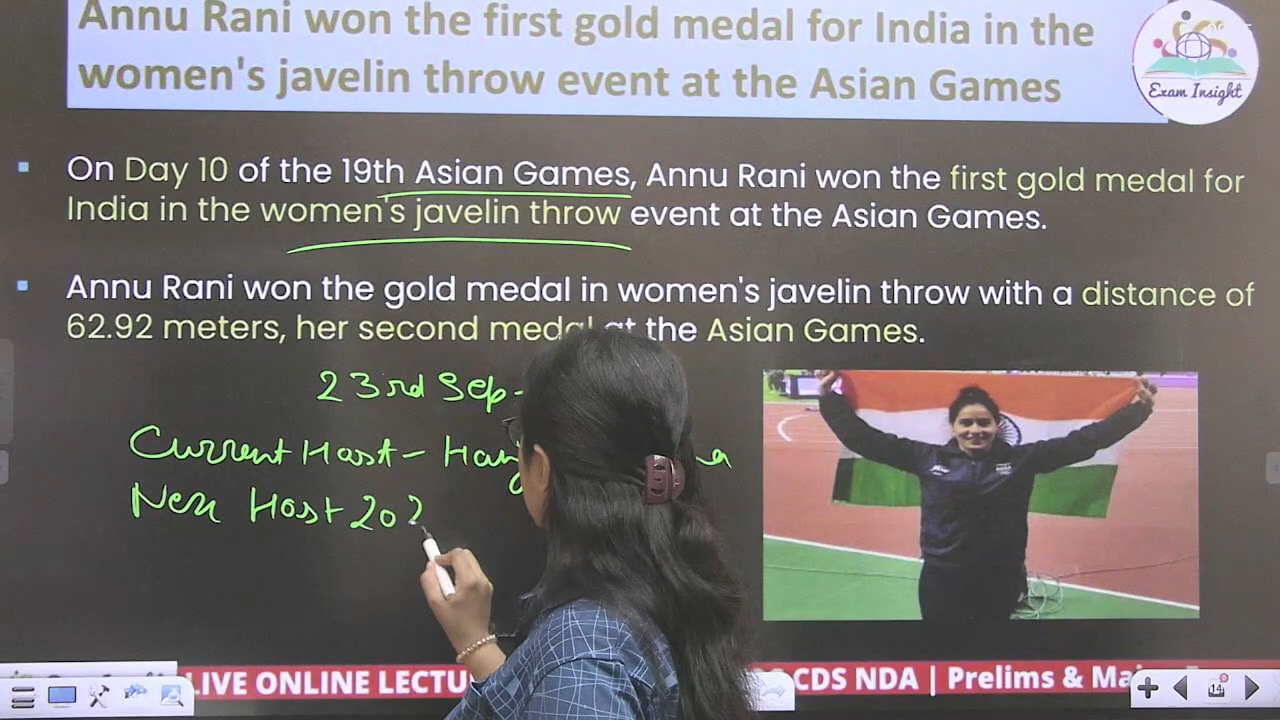 Annu Rani won the first gold medal for India in the
women's javelin throw event at the Asian Games
Exam Insight
▪ On Day 10 of the 19th Asian Games, Annu Rani won the first gold medal for
India in the women's javelin throw event at the Asian Games.
▪ Annu Rani won the gold medal in women's javelin throw with a distance of
62.92 meters, her second medal at the Asian Games.
23rd Sep-
Current Host - Hang
Host 202
LIVE ONLINE LECTU
CDS NDA | Prelims & Ma
14